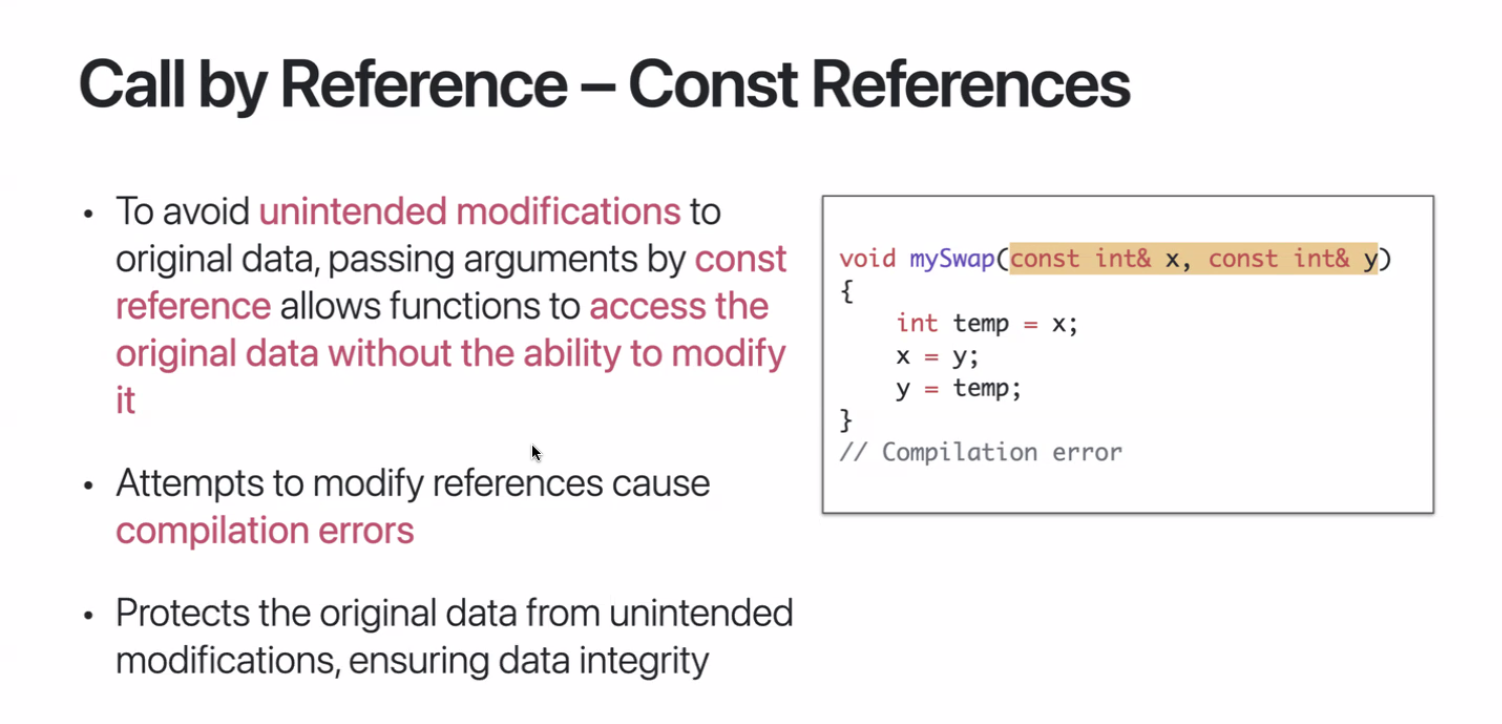 Call by Reference – Const References
• To avoid unintended modifications to
original data, passing arguments by const
reference allows functions to access the
original data without the ability to modify
it
• Attempts to modify references cause
compilation errors
• Protects the original data from unintended
modifications, ensuring data integrity
void mySwap(const int& x, const int& y)
{
    int temp = x;
    x = y;
    y = temp;
}
// Compilation error